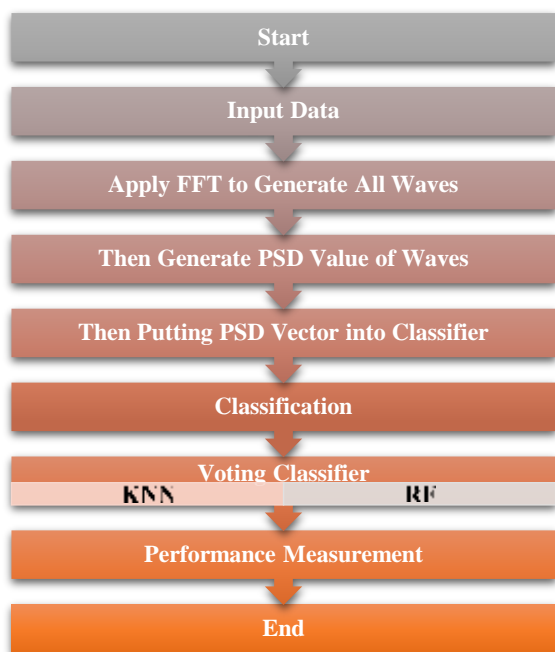 Start
Input Data
Apply FFT to Generate All Waves
Then Generate PSD Value of Waves
Then Putting PSD Vector into Classifier
Classification
Voting Classifier
KNN RF
Performance Measurement
End